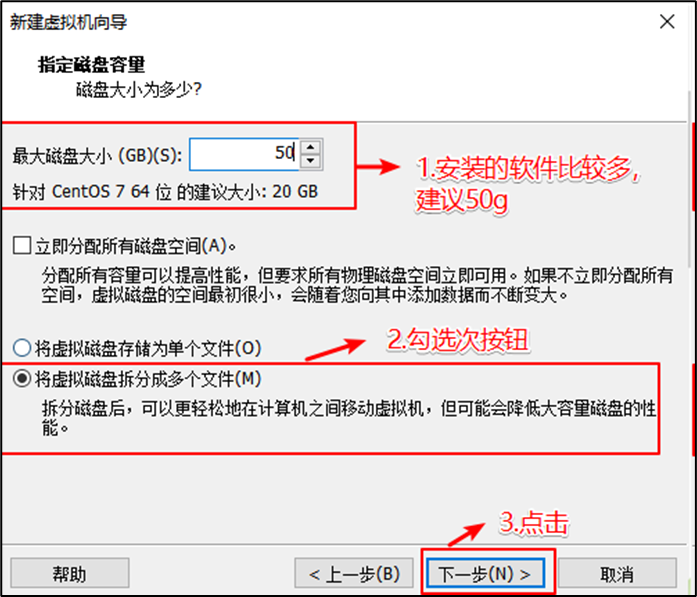 新建虚拟机向导
指定磁盘容量
磁盘大小为多少?
最大磁盘大小 (GB)(S): 50
针对 CentOS 7 64 位 的建议大小: 20 GB
1.安装的软件比较多,
建议50g
立即分配所有磁盘空间(A)。
分配所有容量可以提高性能，但要求所有物理磁盘空间立即可用。如果不立即分配所有
空间，虚拟磁盘的空间最初很小，会随着您向其中添加数据而不断变大。
2.勾选次按钮
将虚拟磁盘存储为单个文件(O)
将虚拟磁盘拆分成多个文件(M)
拆分磁盘后，可以更轻松地在计算机之间移动虚拟机，但可能会降低大容量磁盘的性
能。
3.点击
帮助
< 上一步(B)
下一步(N) >
取消